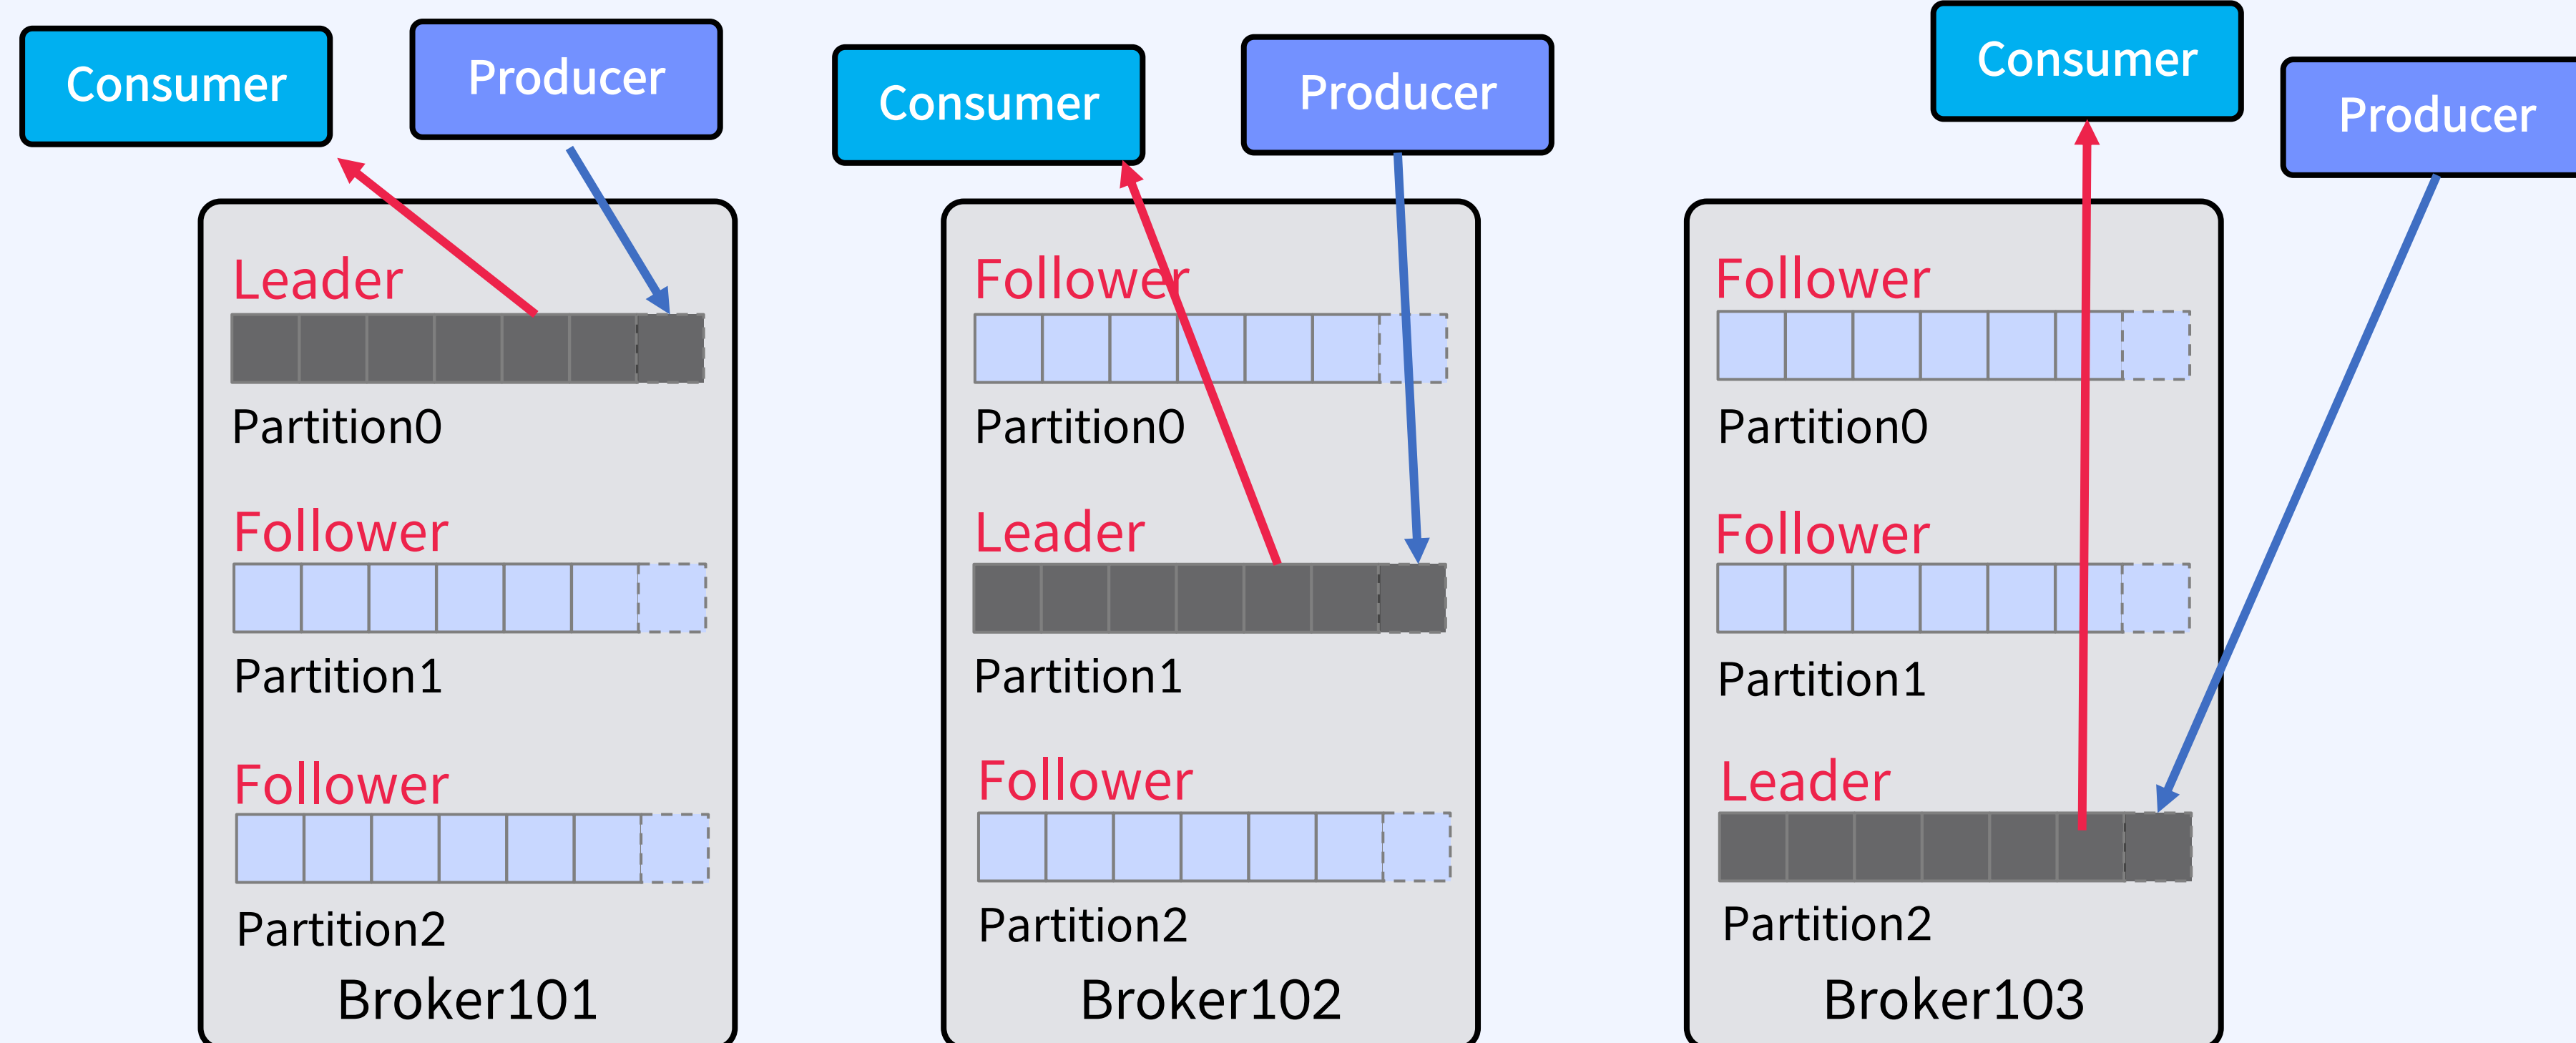 Consumer
Producer
Consumer
Producer
Consumer
Producer
Leader
Partition0
Follower
Partition1
Follower
Partition2
Broker101
Follower
Partition0
Leader
Partition1
Follower
Partition2
Broker102
Follower
Partition0
Follower
Partition1
Leader
Partition2
Broker103